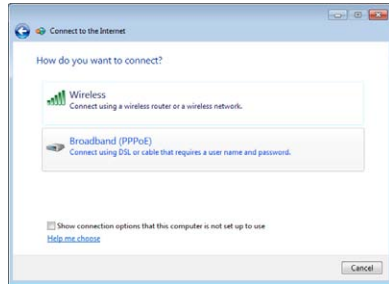 Connect to the Internet
How do you want to connect?
Wireless
Connect using a wireless router or a wireless network.
Broadband (PPPoE)
Connect using DSL or cable that requires a user name and password.
Show connection options that this computer is not set up to use
Help me choose
Cancel